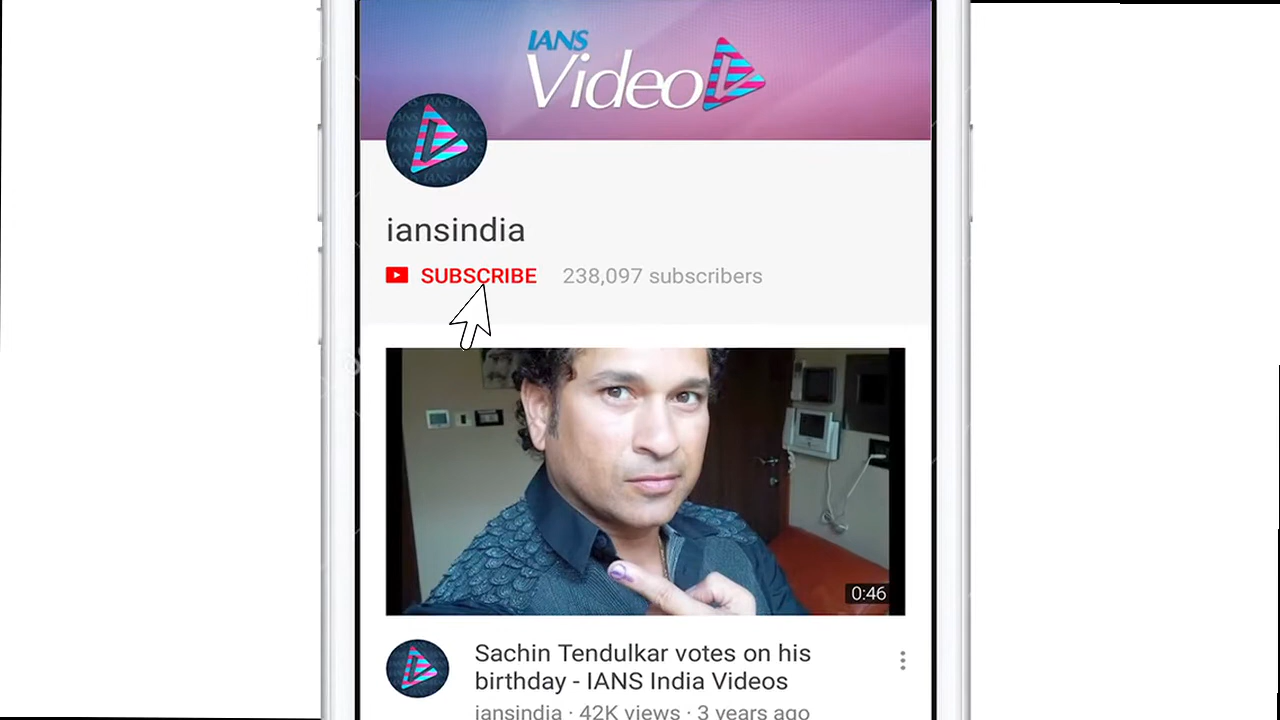 IANS
Video
iansindia
SUBSCRIBE 238,097 subscribers
0:46
Sachin Tendulkar votes on his
birthday - IANS India Videos
iansindia · 42K views · 3 years ago